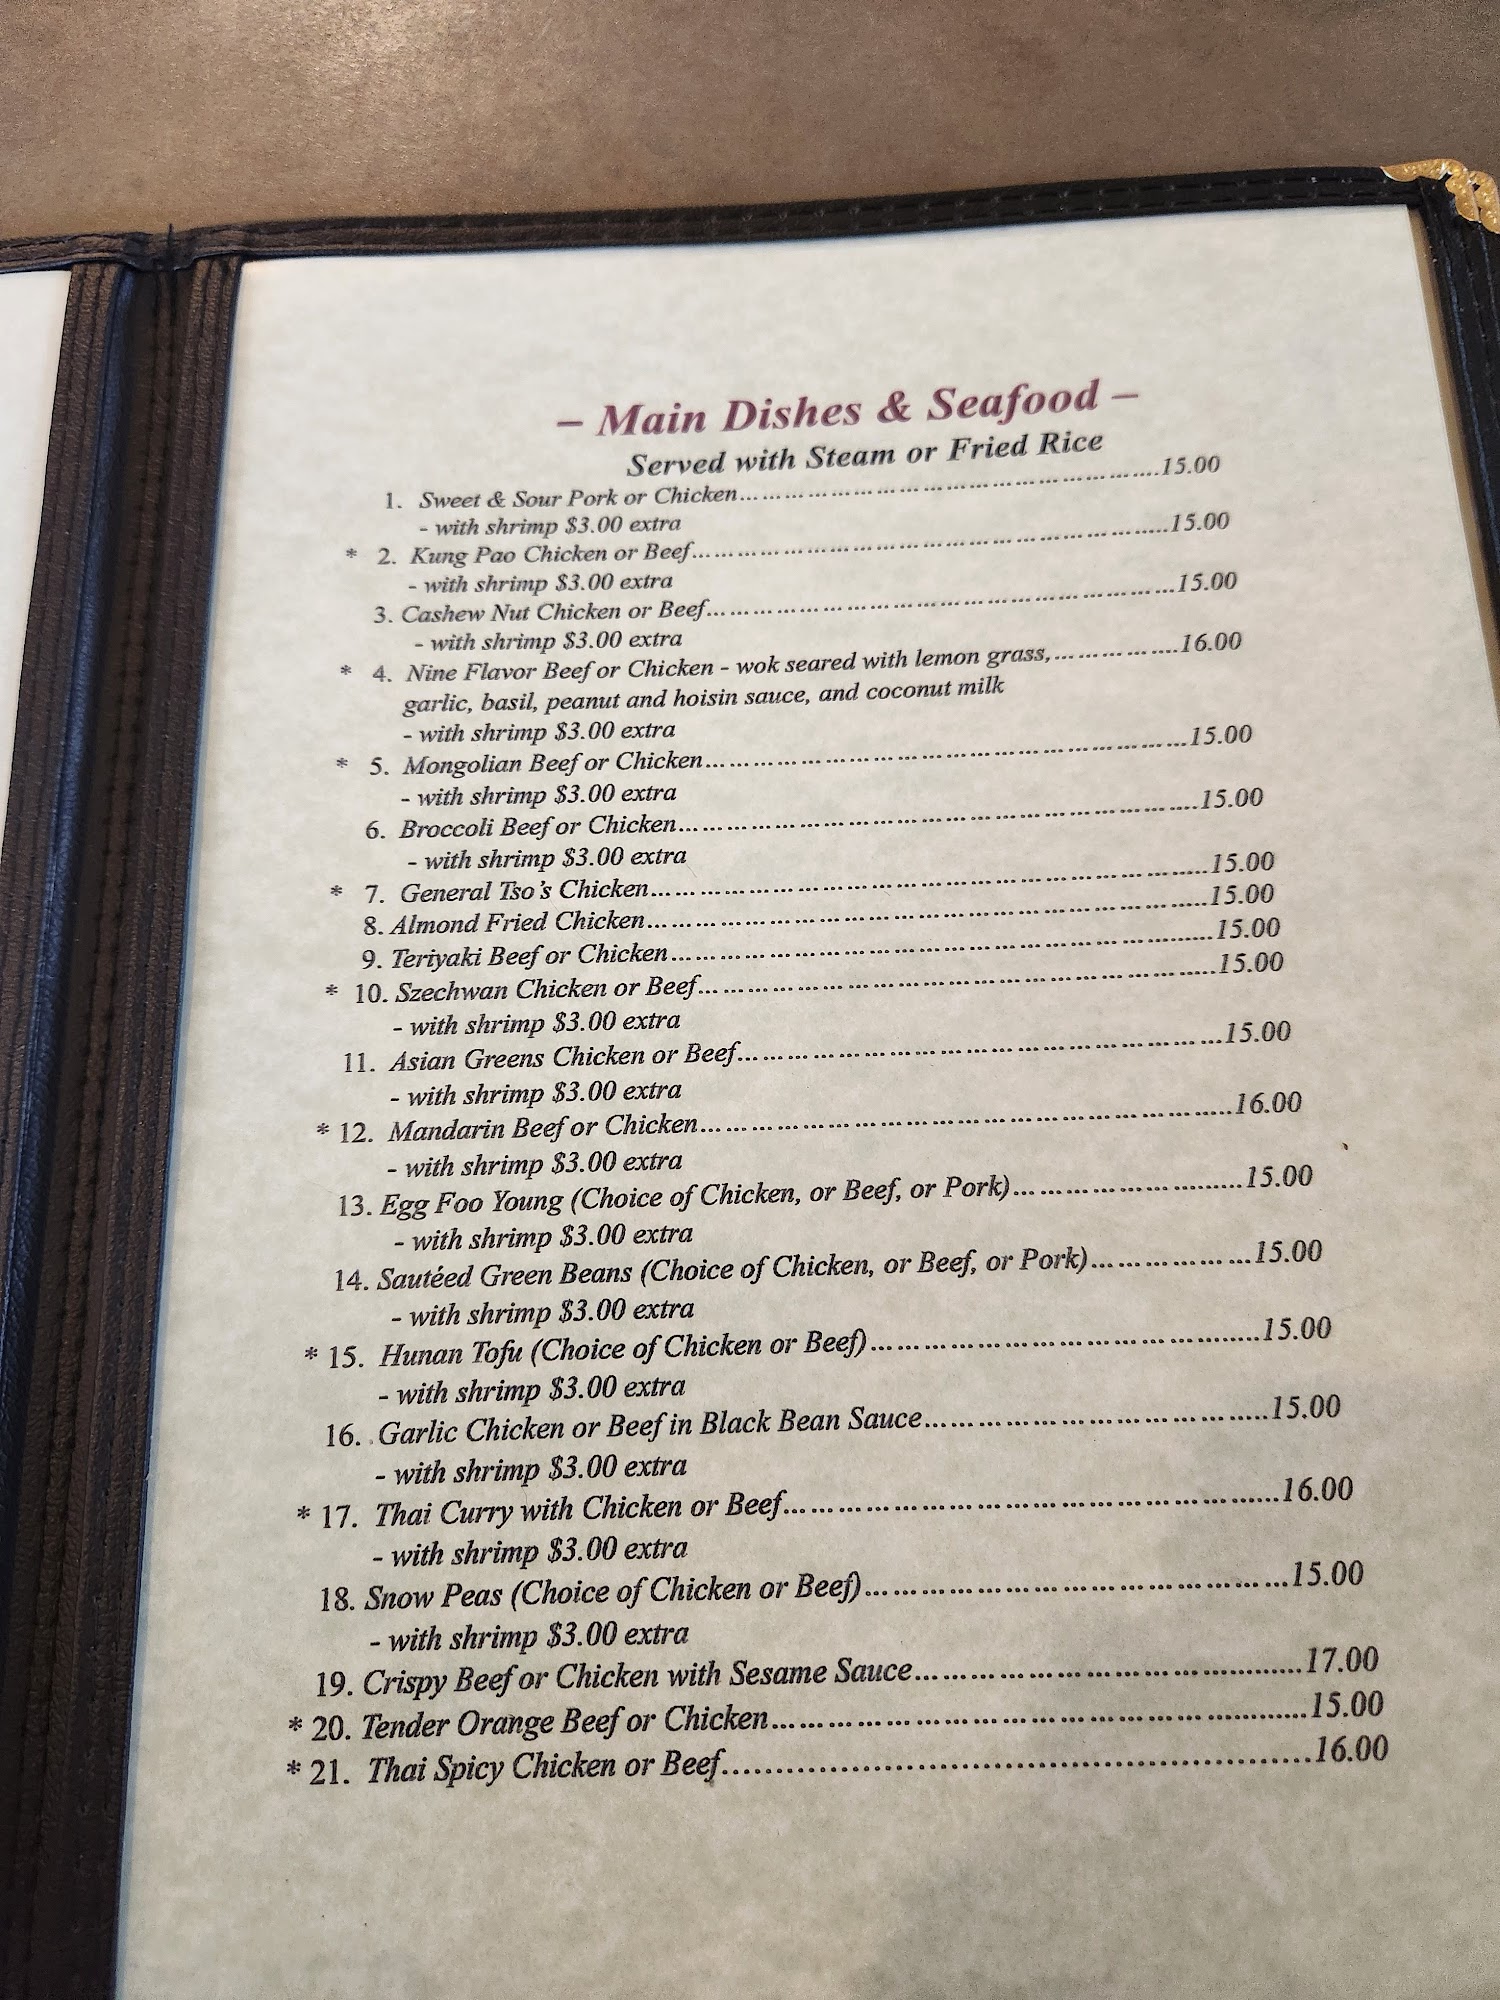 – Main Dishes & Seafood –
Served with Steam or Fried Rice
1. Sweet & Sour Pork or Chicken.......15.00
- with shrimp $3.00 extra
* 2. Kung Pao Chicken or Beef.......15.00
- with shrimp $3.00 extra
3. Cashew Nut Chicken or Beef.......15.00
- with shrimp $3.00 extra
* 4. Nine Flavor Beef or Chicken - wok seared with lemon grass,.......16.00
garlic, basil, peanut and hoisin sauce, and coconut milk
- with shrimp $3.00 extra
* 5. Mongolian Beef or Chicken.......15.00
- with shrimp $3.00 extra
6. Broccoli Beef or Chicken.......15.00
- with shrimp $3.00 extra
* 7. General Tso's Chicken.......15.00
8. Almond Fried Chicken.......15.00
9. Teriyaki Beef or Chicken.......15.00
* 10. Szechwan Chicken or Beef.......15.00
- with shrimp $3.00 extra
11. Asian Greens Chicken or Beef.......15.00
- with shrimp $3.00 extra
* 12. Mandarin Beef or Chicken.......16.00
- with shrimp $3.00 extra
13. Egg Foo Young (Choice of Chicken, or Beef, or Pork).......15.00
- with shrimp $3.00 extra
14. Sautéed Green Beans (Choice of Chicken, or Beef, or Pork).......15.00
- with shrimp $3.00 extra
* 15. Hunan Tofu (Choice of Chicken or Beef).......15.00
- with shrimp $3.00 extra
16. Garlic Chicken or Beef in Black Bean Sauce.......15.00
- with shrimp $3.00 extra
* 17. Thai Curry with Chicken or Beef.......16.00
- with shrimp $3.00 extra
18. Snow Peas (Choice of Chicken or Beef).......15.00
- with shrimp $3.00 extra
19. Crispy Beef or Chicken with Sesame Sauce.......17.00
* 20. Tender Orange Beef or Chicken.......15.00
* 21. Thai Spicy Chicken or Beef.......16.00